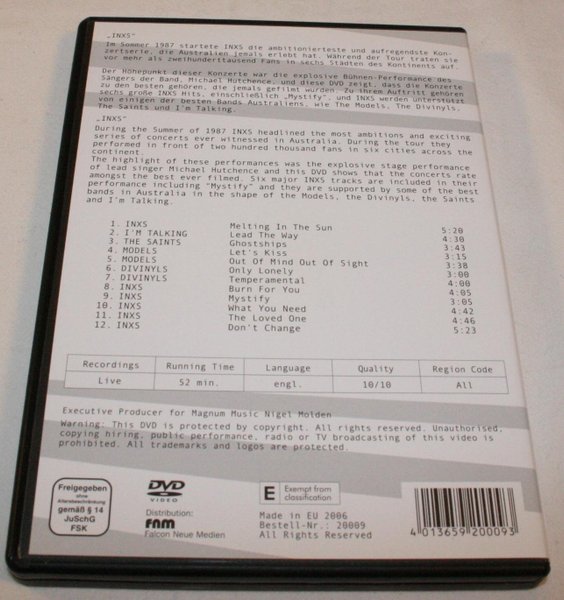 „INXS“
Im Sommer 1987 startete INXS die ambitionierteste und aufregendste Kon-
zertserie, die Australien jemals erlebt hat. Während der Tour traten sie
vor mehr als zweihunderttausend Fans in sechs Städten des Kontinents auf.
Der Höhepunkt dieser Konzerte war die explosive Bühnen-Performance des
Sängers der Band, Michael Hutchence, und diese DVD zeigt, dass die Konzerte
zu den besten gehören, die jemals gefilmt wurden. Zu ihrem Auftritt gehören
sechs große INXS Hits, einschließlich „Mystify“, und INXS werden unterstützt
von einigen der besten Bands Australiens, wie The Models, The Divinyls,
The Saints und I'm Talking.
„INXS“
During the Summer of 1987 INXS headlined the most ambitious and exciting
series of concerts ever witnessed in Australia. During the tour they
performed in front of two hundred thousand fans in six cities across the
continent.
The highlight of these performances was the explosive stage performance
of lead singer Michael Hutchence and this DVD shows that the concerts rate
amongst the best ever filmed. Six major INXS tracks are included in their
performance including "Mystify" and they are supported by some of the best
bands in Australia in the shape of the Models, the Divinyls, the Saints
and I'm Talking.
1. INXS Melting In The Sun 5:20
2. I'M TALKING Lead The Way 4:30
3. THE SAINTS Ghostships 3:43
4. MODELS Let's Kiss 3:15
5. MODELS Out Of Mind Out Of Sight 3:38
6. DIVINYLS Only Lonely 3:00
7. DIVINYLS Temperamental 4:00
8. INXS Burn For You 4:05
9. INXS Mystify 3:05
10. INXS What You Need 4:42
11. INXS The Loved One 4:46
12. INXS Don't Change 5:23
Recordings Running Time Language Quality Region Code
Live 52 min. engl. 10/10 All
Executive Producer for Magnum Music Nigel Molden
Warning: This DVD is protected by copyright. All rights reserved. Unauthorised,
copying hiring, public performance, radio or TV broadcasting of this video is
prohibited. All trademarks and logos are protected.
Freigegeben
ohne
Altersbeschränkung
gemäß § 14
JuSchG
FSK
DVD
VIDEO
Distribution:
fnm
Falcon Neue Medien
E Exempt from
classification
Made in EU 2006
Bestell-Nr.: 20009
All Rights Reserved
4 013659 200093